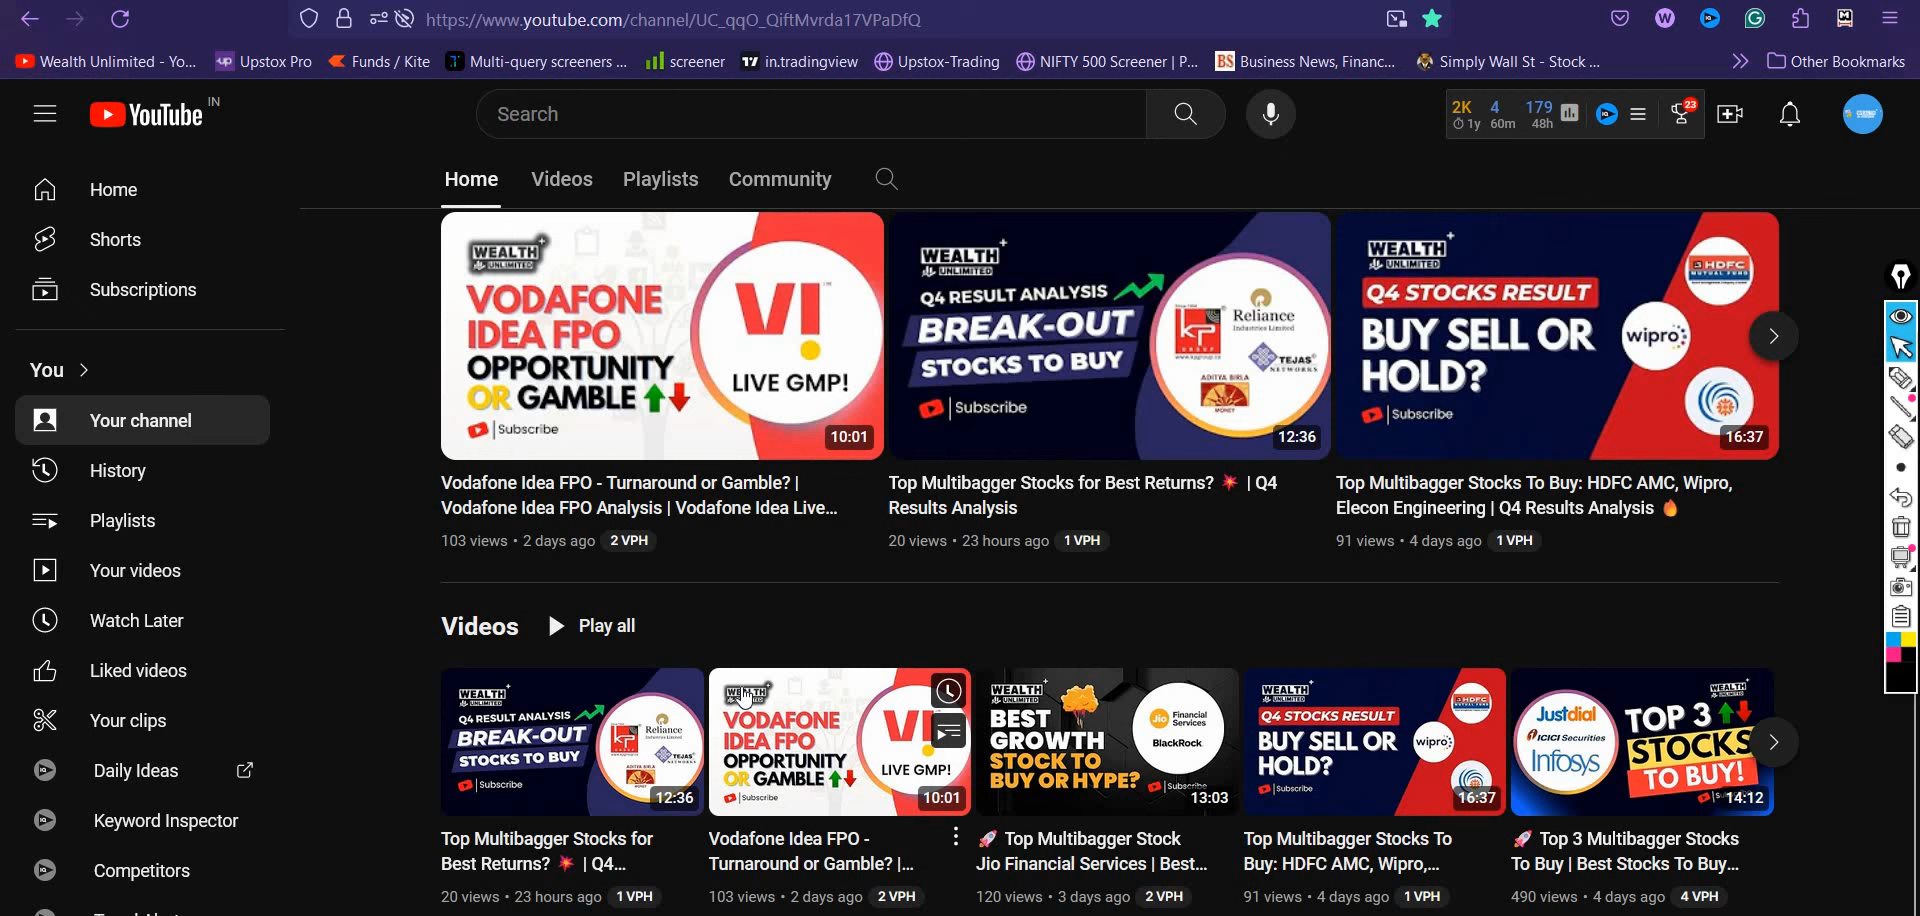 https://www.youtube.com/channel/UC_qqO_QiftMvrda17VPaDfQ
Wealth Unlimited - Yo...
Upstox Pro
Funds / Kite
Multi-query screeners ...
screener
in.tradingview
Upstox-Trading
NIFTY 500 Screener | P...
BS Business News, Financ...
Simply Wall St - Stock ...
Other Bookmarks
YouTube IN
Search
2K 4 179
1y 60m 48h
23
Home
Shorts
Subscriptions
You
Your channel
History
Playlists
Your videos
Watch Later
Liked videos
Your clips
Daily Ideas
Keyword Inspector
Competitors
Home Videos Playlists Community
WEALTH+
UNLIMITED
VODAFONE
IDEA FPO
OPPORTUNITY
OR GAMBLE
Subscribe
VI
LIVE GMP!
10:01
Vodafone Idea FPO - Turnaround or Gamble? |
Vodafone Idea FPO Analysis | Vodafone Idea Live...
103 views • 2 days ago 2 VPH
WEALTH+
UNLIMITED
Q4 RESULT ANALYSIS
BREAK-OUT
STOCKS TO BUY
Subscribe
KP
GROUP
Reliance
Industries Limited
TEJAS
NETWORKS
ADITYA BIRLA
MONEY
12:36
Top Multibagger Stocks for Best Returns? 💥 | Q4
Results Analysis
20 views • 23 hours ago 1 VPH
WEALTH+
UNLIMITED
Q4 STOCKS RESULT
BUY SELL OR
HOLD?
Subscribe
HDFC
MUTUAL FUND
wipro
16:37
Top Multibagger Stocks To Buy: HDFC AMC, Wipro,
Elecon Engineering | Q4 Results Analysis 🔥
91 views • 4 days ago 1 VPH
Videos Play all
WEALTH+
UNLIMITED
Q4 RESULT ANALYSIS
BREAK-OUT
STOCKS TO BUY
Subscribe
Reliance
TEJAS
12:36
Top Multibagger Stocks for
Best Returns? 💥 | Q4...
20 views • 23 hours ago 1 VPH
VODAFONE
IDEA FPO
OPPORTUNITY
OR GAMBLE
Subscribe
VI
LIVE GMP!
10:01
Vodafone Idea FPO -
Turnaround or Gamble? |...
103 views • 2 days ago 2 VPH
WEALTH+
UNLIMITED
BEST
GROWTH
STOCK TO
BUY OR HYPE?
Jio Financial
Services
BlackRock
Subscribe
13:03
🚀 Top Multibagger Stock
Jio Financial Services | Best...
120 views • 3 days ago 2 VPH
WEALTH+
UNLIMITED
Q4 STOCKS RESULT
BUY SELL OR
HOLD?
Subscribe
HDFC
wipro
16:37
Top Multibagger Stocks To
Buy: HDFC AMC, Wipro,...
91 views • 4 days ago 1 VPH
WEALTH+
UNLIMITED
Justdial
ICICI Securities
Infosys
TOP 3
STOCKS
TO BUY!
14:12
🚀 Top 3 Multibagger Stocks
To Buy | Best Stocks To Buy...
490 views • 4 days ago 4 VPH